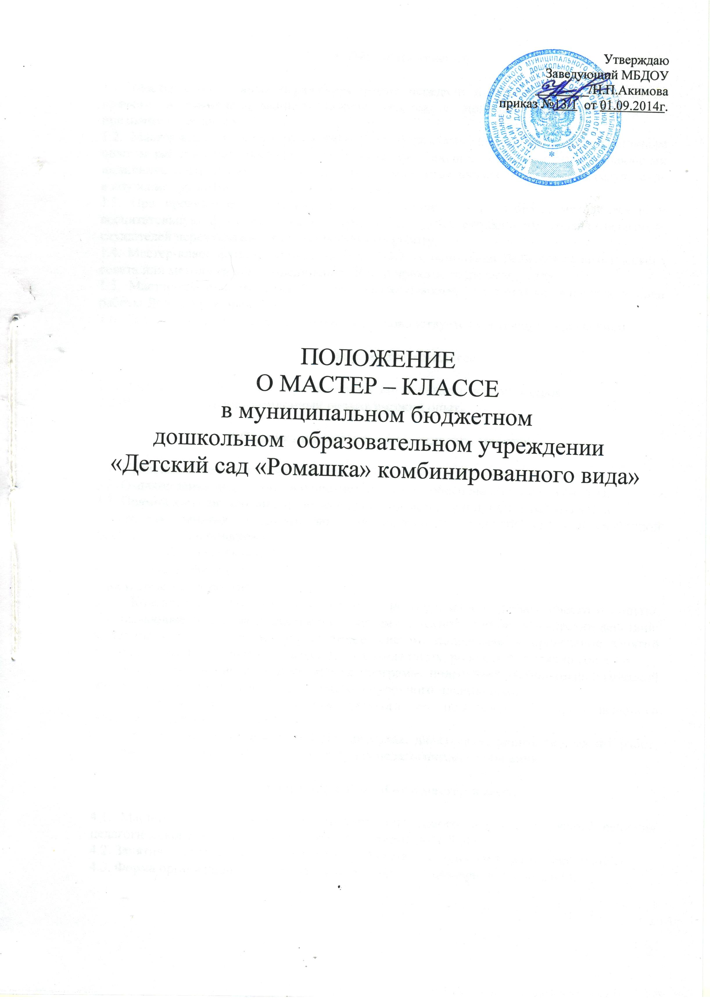 Утверждаю
Заведующий МБДОУ
/Н.П.Акимова
приказ №13/1 от 01.09.2014г.
ПОЛОЖЕНИЕ
О МАСТЕР – КЛАССЕ
в муниципальном бюджетном
дошкольном образовательном учреждении
«Детский сад «Ромашка» комбинированного вида»